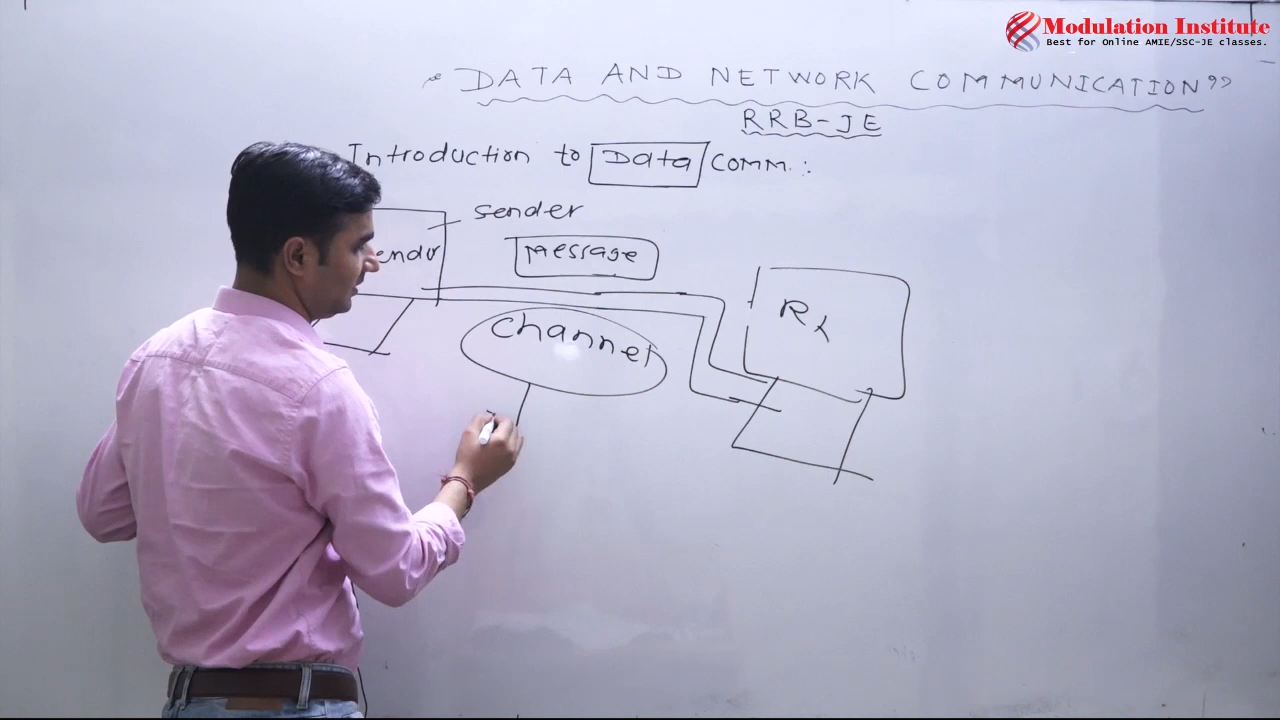 Modulation Institute
Best for Online AMIE/SSC-JE classes.
"DATA AND NETWORK COMMUNICATION"
RRB-JE
Introduction to Data comm.:
sender
message
Channel
Rx